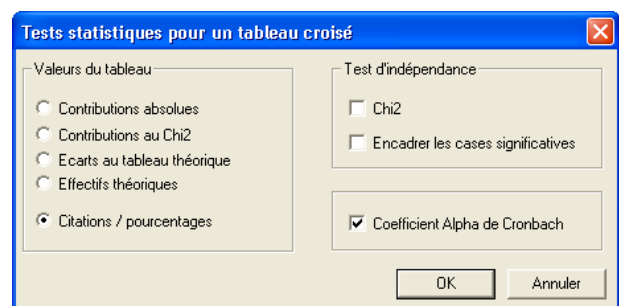 Tests statistiques pour un tableau croisé
Valeurs du tableau
Contributions absolues
Contributions au Chi2
Ecarts au tableau théorique
Effectifs théoriques
Citations / pourcentages
Test d'indépendance
Chi2
Encadrer les cases significatives
Coefficient Alpha de Cronbach
OK
Annuler